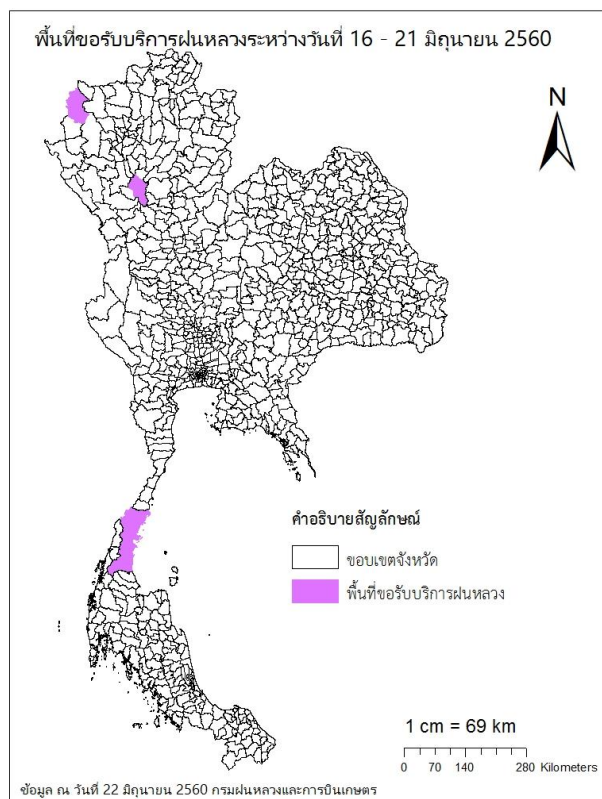 พื้นที่ขอรับบริการฝนหลวงระหว่างวันที่ 16 - 21 มิถุนายน 2560
N
คำอธิบายสัญลักษณ์
ขอบเขตจังหวัด
พื้นที่ขอรับบริการฝนหลวง
1 cm = 69 km
0 70 140 280 Kilometers
ข้อมูล ณ วันที่ 22 มิถุนายน 2560 กรมฝนหลวงและการบินเกษตร